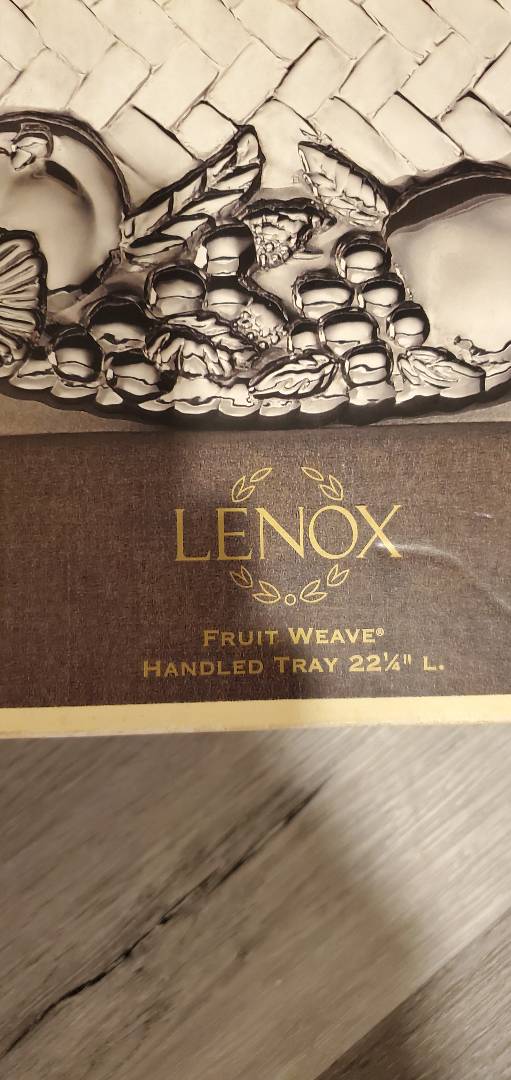 LENOX
FRUIT WEAVE®
HANDLED TRAY 22¼" L.